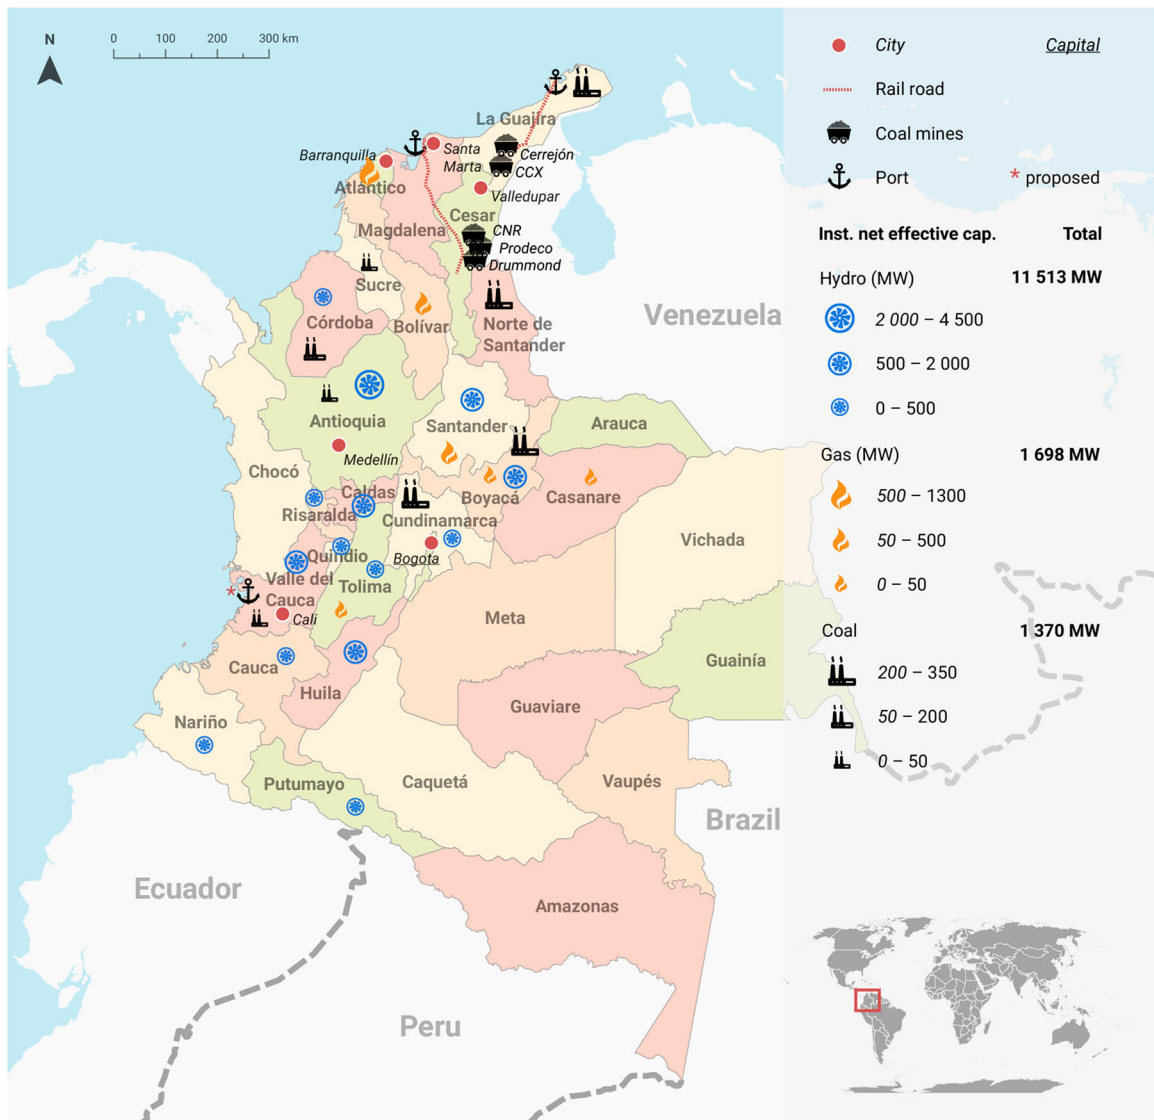 N
0 100 200 300 km
City
Capital
Rail road
Coal mines
Port
* proposed
Inst. net effective cap. Total
Hydro (MW) 11 513 MW
2 000 – 4 500
500 – 2 000
0 – 500
Gas (MW) 1 698 MW
500 – 1300
50 – 500
0 – 50
Coal 1 370 MW
200 – 350
50 – 200
0 – 50
La Guajira
Barranquilla
Santa
Marta
Cerrejón
CCX
Atlántico
Valledupar
Cesar
Magdalena
CNR
Prodeco
Drummond
Sucre
Córdoba
Bolívar
Norte de
Santander
Venezuela
Antioquia
Santander
Arauca
Medellín
Chocó
Caldas
Boyacá
Casanare
Risaralda
Cundinamarca
Vichada
Quindio
Bogota
Valle del
Cauca
Tolima
*
Cali
Meta
Cauca
Guainía
Huila
Guaviare
Nariño
Putumayo
Caquetá
Vaupés
Brazil
Ecuador
Amazonas
Peru